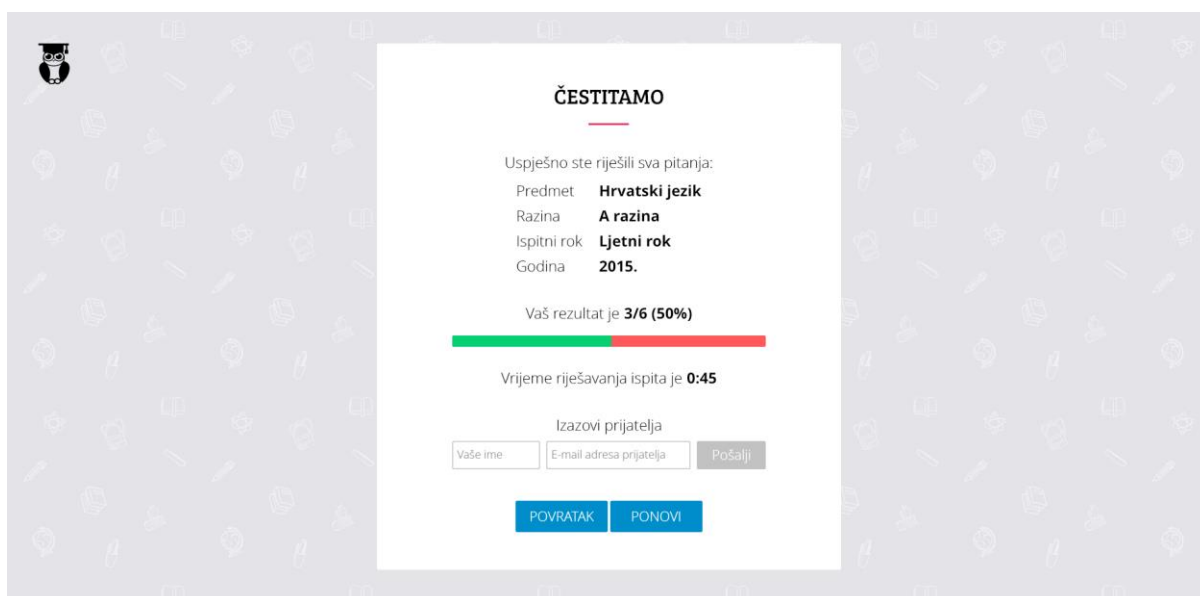 ČESTITAMO
Uspješno ste riješili sva pitanja:
Predmet Hrvatski jezik
Razina A razina
Ispitni rok Ljetni rok
Godina 2015.
Vaš rezultat je 3/6 (50%)
Vrijeme riješavanja ispita je 0:45
Izazovi prijatelja
Vaše ime E-mail adresa prijatelja Pošalji
POVRATAK PONOVI